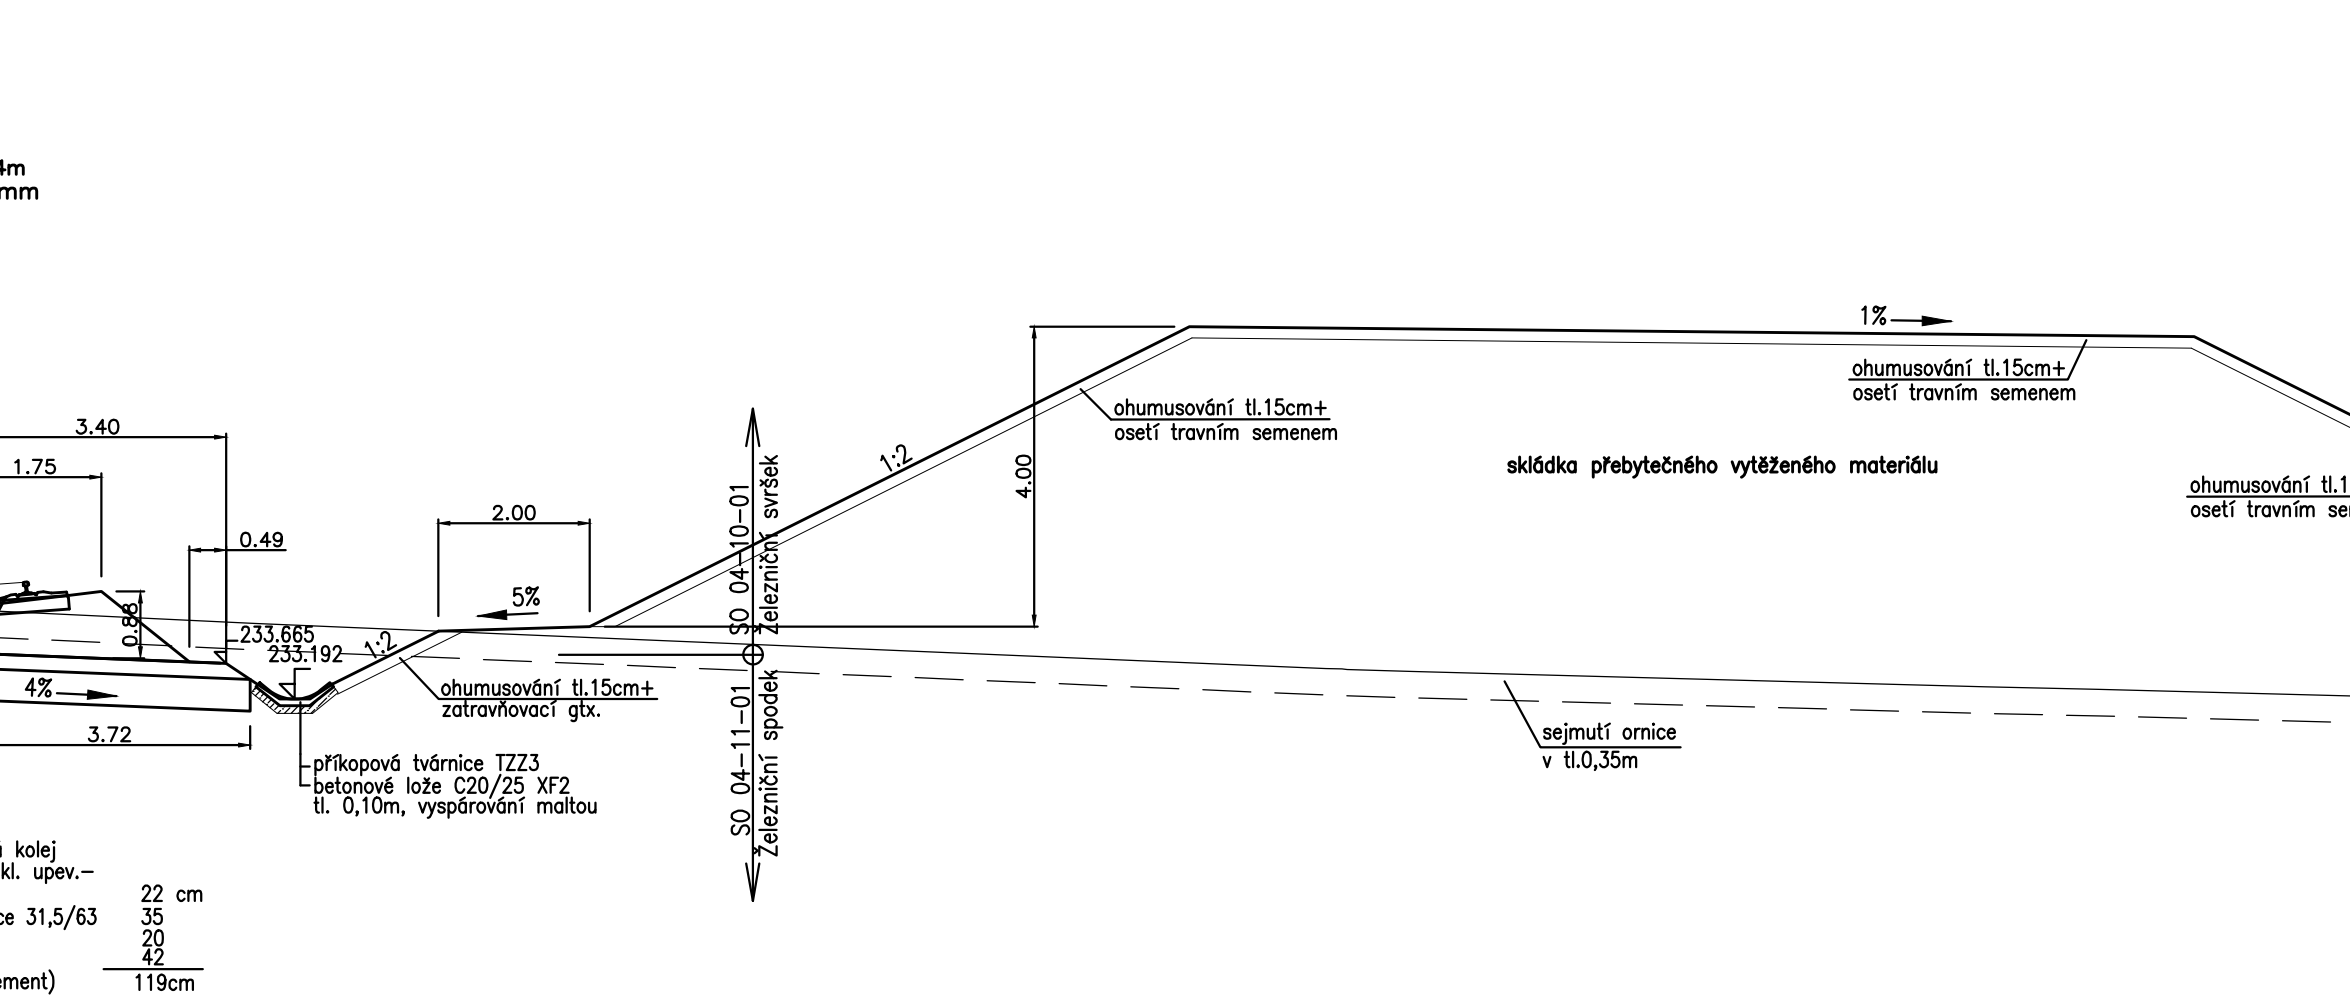 4m
mm
1%
ohumusování tl.15cm+
osetí travním semenem
ohumusování tl.15cm+
osetí travním semenem
3.40
1:2
4.00
skládka přebytečného vytěženého materiálu
1.75
ohumusování tl.1
osetí travním se
2.00
0.49
SO 04-10-01
Železniční svršek
5%
0.88
233.665
233.192
1:2
4%
ohumusování tl.15cm+
zatravňovací gtx.
SO 04-11-01
Železniční spodek
3.72
sejmutí ornice
v tl.0,35m
příkopová tvárnice TZZ3
betonové lože C20/25 XF2
tl. 0,10m, vyspárování maltou
kolej
kl. upev.-
22 cm
ce 31,5/63 35
20
42
ement) 119cm